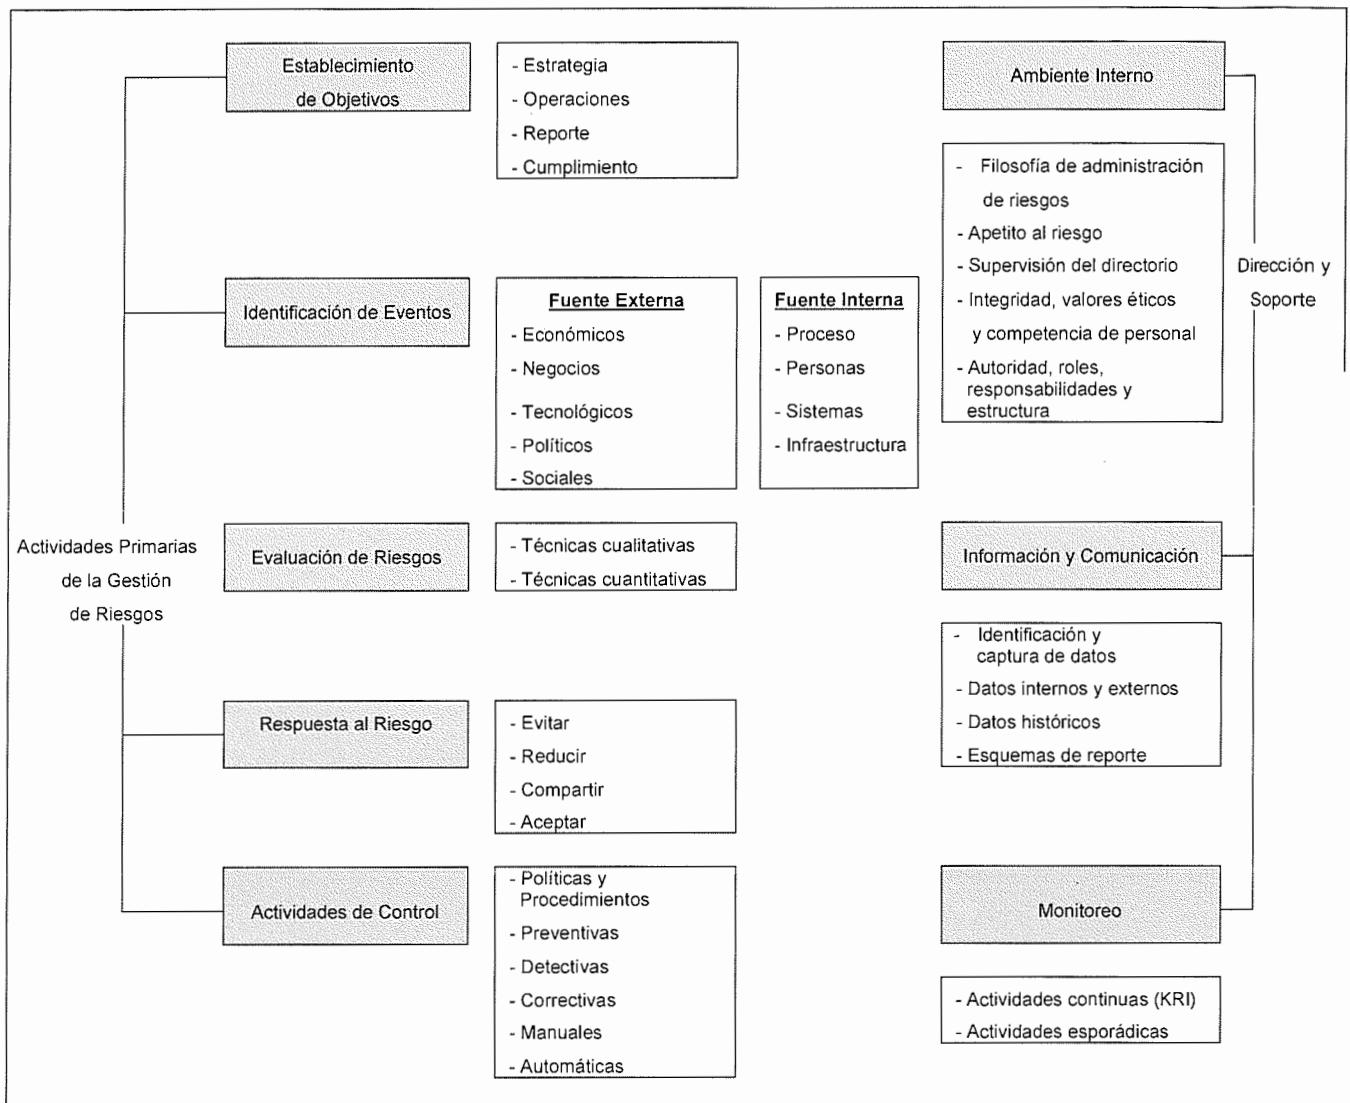 Establecimiento
de Objetivos
- Estrategia
- Operaciones
- Reporte
- Cumplimiento
Identificación de Eventos
Fuente Externa
- Económicos
- Negocios
- Tecnológicos
- Políticos
- Sociales
Fuente Interna
- Proceso
- Personas
- Sistemas
- Infraestructura
Actividades Primarias
de la Gestión
de Riesgos
Evaluación de Riesgos
- Técnicas cualitativas
- Técnicas cuantitativas
Respuesta al Riesgo
- Evitar
- Reducir
- Compartir
- Aceptar
Actividades de Control
- Políticas y
Procedimientos
- Preventivas
- Detectivas
- Correctivas
- Manuales
- Automáticas
Ambiente Interno
- Filosofía de administración
de riesgos
- Apetito al riesgo
- Supervisión del directorio
- Integridad, valores éticos
y competencia de personal
- Autoridad, roles,
responsabilidades y
estructura
Dirección y
Soporte
Información y Comunicación
- Identificación y
captura de datos
- Datos internos y externos
- Datos históricos
- Esquemas de reporte
Monitoreo
- Actividades continuas (KRI)
- Actividades esporádicas